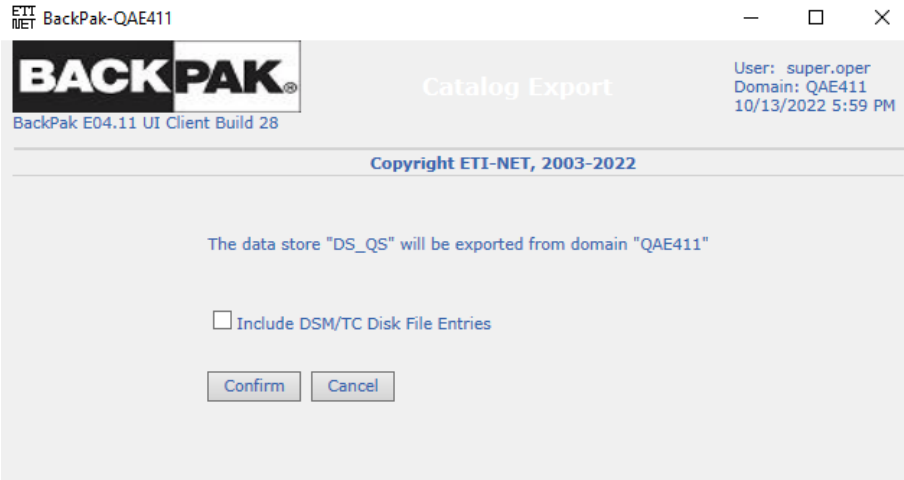 ETI
NET BackPak-QAE411
BACKPAK®
BackPak E04.11 UI Client Build 28
Catalog Export
User: super.oper
Domain: QAE411
10/13/2022 5:59 PM
Copyright ETI-NET, 2003-2022
The data store "DS_QS" will be exported from domain "QAE411"
Include DSM/TC Disk File Entries
Confirm Cancel